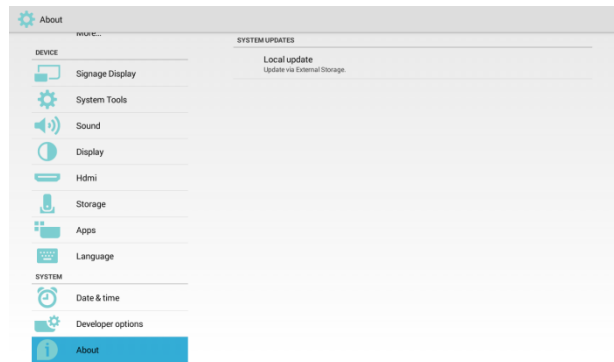 About
More...
DEVICE
Signage Display
System Tools
Sound
Display
Hdmi
Storage
Apps
Language
SYSTEM
Date & time
Developer options
About
SYSTEM UPDATES
Local update
Update via External Storage.